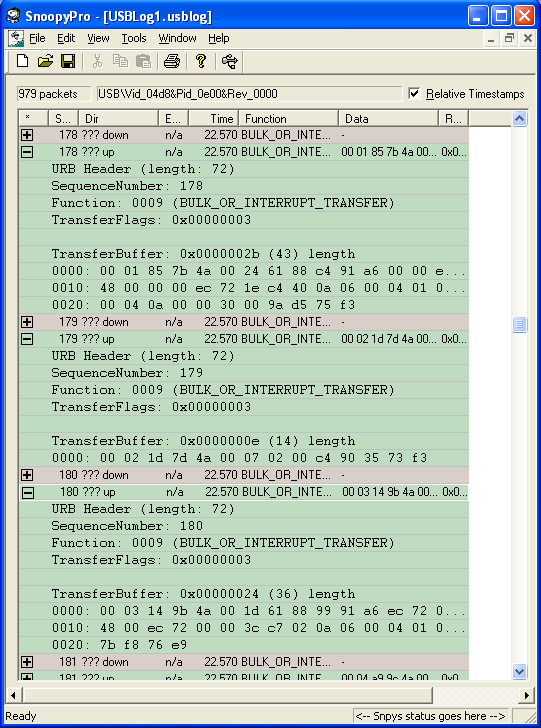 SnoopyPro - [USBLog1.usblog]
File Edit View Tools Window Help
979 packets USB\Vid_04d8&Pid_0e00&Rev_0000 Relative Timestamps
* S... Dir E... Time Function Data R...
178 ??? down n/a 22.570 BULK_OR_INTE... -
178 ??? up n/a 22.570 BULK_OR_INTE... 00 01 85 7b 4a 00... 0x0...
URB Header (length: 72)
SequenceNumber: 178
Function: 0009 (BULK_OR_INTERRUPT_TRANSFER)
TransferFlags: 0x00000003
TransferBuffer: 0x0000002b (43) length
0000: 00 01 85 7b 4a 00 24 61 88 c4 91 a6 00 00 e...
0010: 48 00 00 00 ec 72 1e c4 40 0a 06 00 04 01 0...
0020: 00 04 0a 00 00 30 00 9a d5 75 f3
179 ??? down n/a 22.570 BULK_OR_INTE... -
179 ??? up n/a 22.570 BULK_OR_INTE... 00 02 1d 7d 4a 00... 0x0...
URB Header (length: 72)
SequenceNumber: 179
Function: 0009 (BULK_OR_INTERRUPT_TRANSFER)
TransferFlags: 0x00000003
TransferBuffer: 0x0000000e (14) length
0000: 00 02 1d 7d 4a 00 07 02 00 c4 90 35 73 f3
180 ??? down n/a 22.570 BULK_OR_INTE... -
180 ??? up n/a 22.570 BULK_OR_INTE... 00 03 14 9b 4a 00... 0x0...
URB Header (length: 72)
SequenceNumber: 180
Function: 0009 (BULK_OR_INTERRUPT_TRANSFER)
TransferFlags: 0x00000003
TransferBuffer: 0x00000024 (36) length
0000: 00 03 14 9b 4a 00 1d 61 88 99 91 a6 ec 72 0...
0010: 48 00 ec 72 00 00 3c c7 02 0a 06 00 04 01 0...
0020: 7b f8 76 e9
181 ??? down n/a 22.570 BULK_OR_INTE... -
181 ??? up n/a 22.570 BULK_OR_INTE... 00 04 a9 9c 4a 00... 0x0...
Ready <-- Snpys status goes here -->